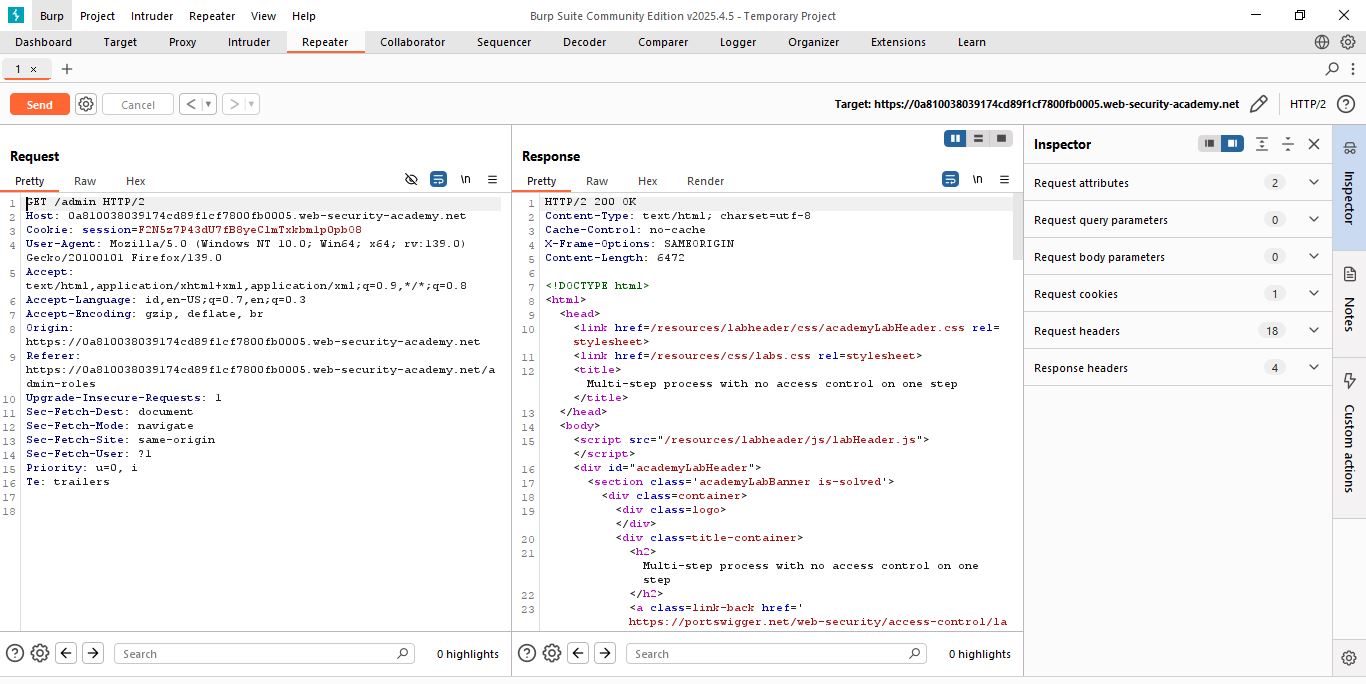 Burp Project Intruder Repeater View Help Burp Suite Community Edition v2025.4.5 - Temporary Project
Dashboard Target Proxy Intruder Repeater Collaborator Sequencer Decoder Comparer Logger Organizer Extensions Learn
1 × +
Send Cancel < > Target: https://0a810038039174cd89f1cf7800fb0005.web-security-academy.net HTTP/2
Request
Pretty Raw Hex \n
1 GET /admin HTTP/2
2 Host: 0a810038039174cd89f1cf7800fb0005.web-security-academy.net
3 Cookie: session=F2N5z7P43dU7fB8yeClmTxkbmlpOpbO8
4 User-Agent: Mozilla/5.0 (Windows NT 10.0; Win64; x64; rv:139.0)
Gecko/20100101 Firefox/139.0
5 Accept:
text/html,application/xhtml+xml,application/xml;q=0.9,*/*;q=0.8
6 Accept-Language: id,en-US;q=0.7,en;q=0.3
7 Accept-Encoding: gzip, deflate, br
8 Origin:
https://0a810038039174cd89f1cf7800fb0005.web-security-academy.net
9 Referer:
https://0a810038039174cd89f1cf7800fb0005.web-security-academy.net/a
dmin-roles
10 Upgrade-Insecure-Requests: 1
11 Sec-Fetch-Dest: document
12 Sec-Fetch-Mode: navigate
13 Sec-Fetch-Site: same-origin
14 Sec-Fetch-User: ?1
15 Priority: u=0, i
16 Te: trailers
17
18
Search 0 highlights
Response
Pretty Raw Hex Render \n
1 HTTP/2 200 OK
2 Content-Type: text/html; charset=utf-8
3 Cache-Control: no-cache
4 X-Frame-Options: SAMEORIGIN
5 Content-Length: 6472
6
7 <!DOCTYPE html>
8 <html>
9 <head>
10 <link href=/resources/labheader/css/academyLabHeader.css rel=
stylesheet>
11 <link href=/resources/css/labs.css rel=stylesheet>
12 <title>
Multi-step process with no access control on one step
</title>
13 </head>
14 <body>
15 <script src="/resources/labheader/js/labHeader.js">
</script>
16 <div id="academyLabHeader">
17 <section class='academyLabBanner is-solved'>
18 <div class=container>
19 <div class=logo>
</div>
20 <div class=title-container>
21 <h2>
Multi-step process with no access control on one
step
22 </h2>
23 <a class=link-back href='
https://portswigger.net/web-security/access-control/la
Search 0 highlights
Inspector
Request attributes 2
Request query parameters 0
Request body parameters 0
Request cookies 1
Request headers 18
Response headers 4
Inspector
Notes
Custom actions